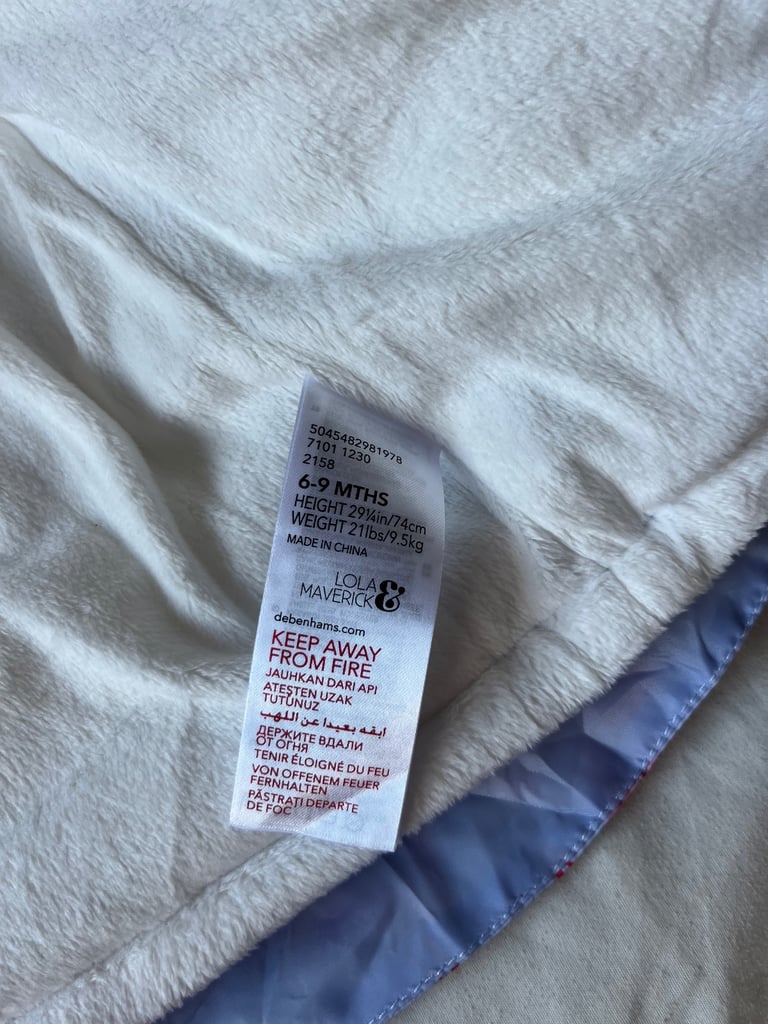 5045482981978
7101 1230
2158
6-9 MTHS
HEIGHT 29¼in/74cm
WEIGHT 21lbs/9.5kg
MADE IN CHINA
LOLA
MAVERICK &
debenhams.com
KEEP AWAY
FROM FIRE
JAUHKAN DARI API
ATEŞTEN UZAK
TUTUNUZ
ابقه بعيدا عن اللهب
ДЕРЖИТЕ ВДАЛИ
ОТ ОГНЯ
TENIR ÉLOIGNÉ DU FEU
VON OFFENEM FEUER
FERNHALTEN
PĂSTRAȚI DEPARTE
DE FOC